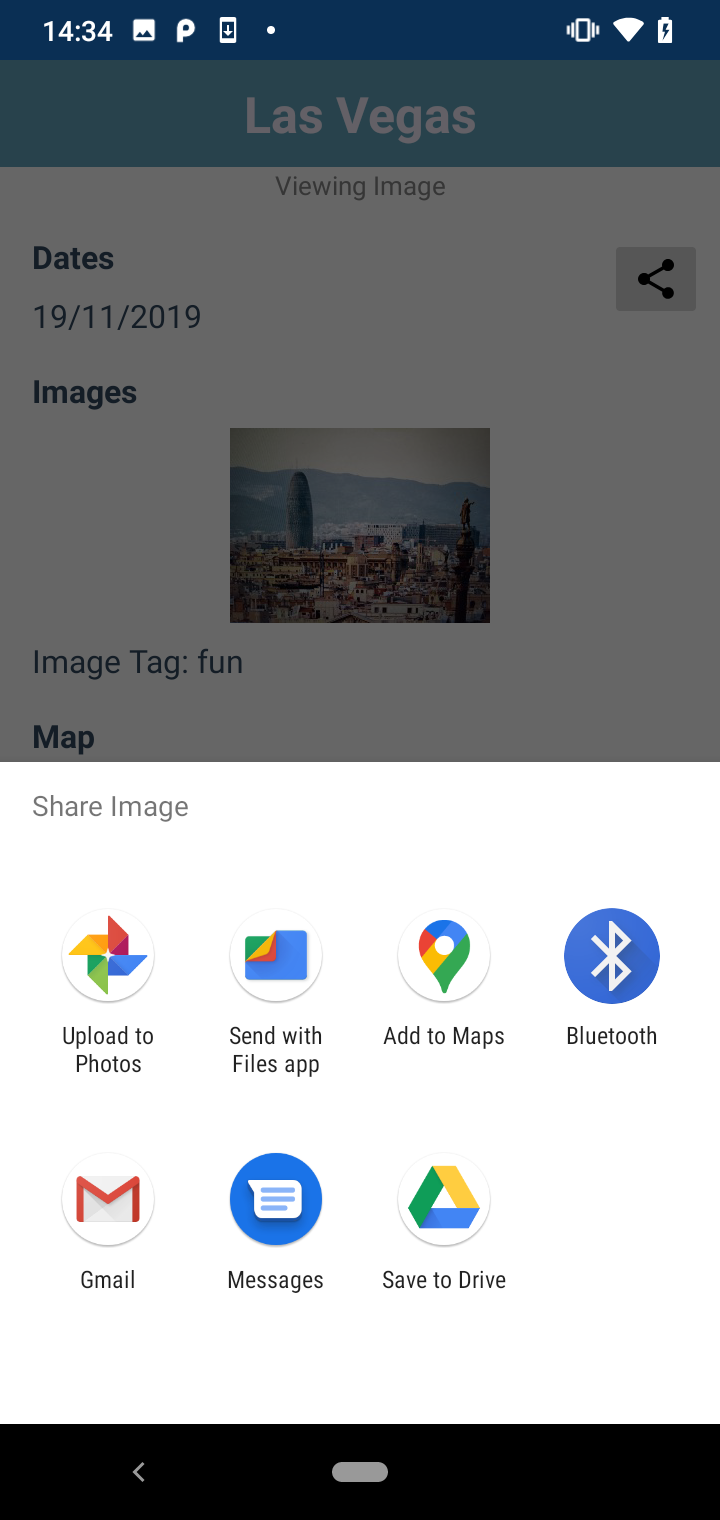 14:34
Las Vegas
Viewing Image
Dates
19/11/2019
Images
Image Tag: fun
Map
Share Image
Upload to
Photos
Send with
Files app
Add to Maps
Bluetooth
Gmail
Messages
Save to Drive